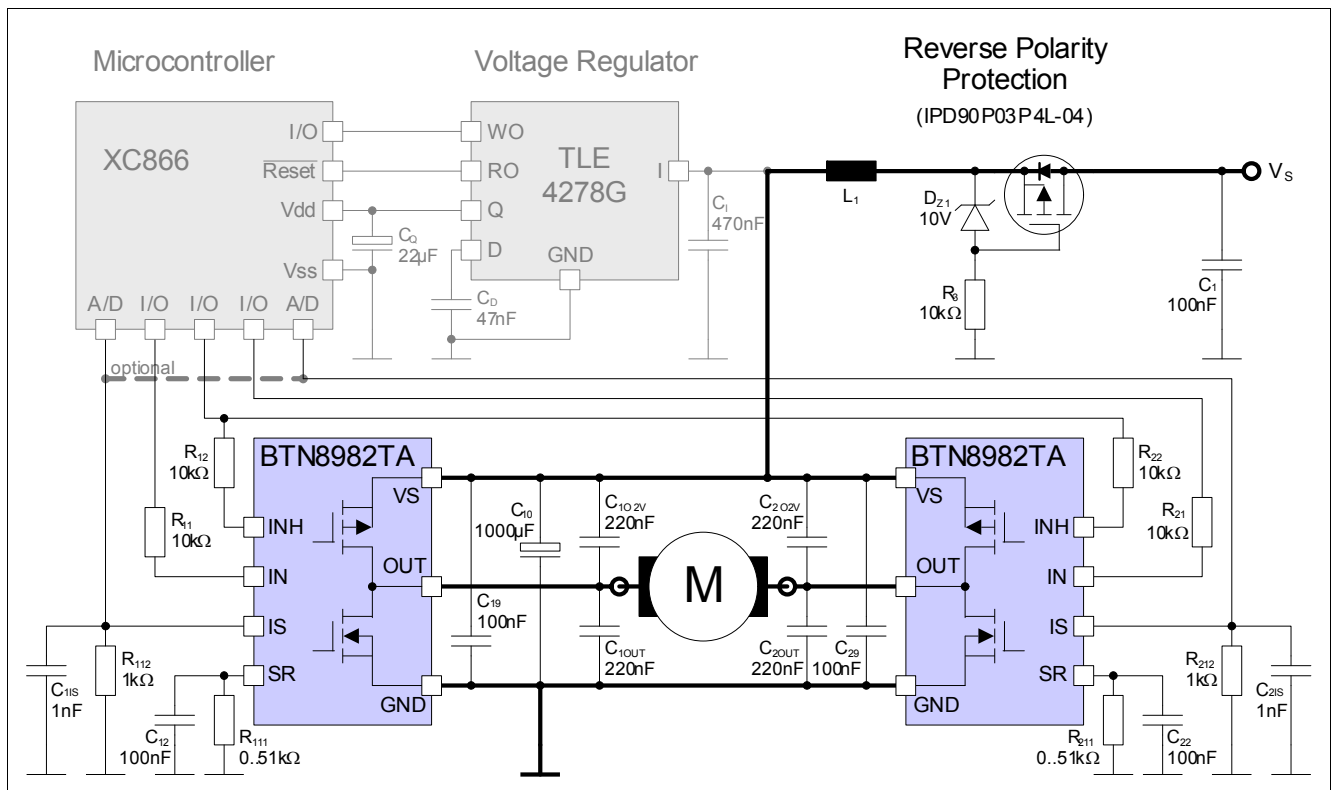 Microcontroller
Voltage Regulator
Reverse Polarity
Protection
(IPD90P03P4L-04)
XC866
I/O
Reset
Vdd
Vss
A/D
I/O
I/O
I/O
A/D
WO
RO
Q
D
GND
I
TLE
4278G
CQ
22µF
CD
47nF
CI
470nF
L1
DZ1
10V
R3
10kΩ
VS
C1
100nF
optional
R12
10kΩ
R11
10kΩ
BTN8982TA
VS
INH
OUT
IN
IS
SR
GND
C10
1000µF
C19
100nF
C1O2V
220nF
C1OUT
220nF
M
C2O2V
220nF
C2OUT
220nF
C29
100nF
BTN8982TA
VS
INH
OUT
IN
IS
SR
GND
R22
10kΩ
R21
10kΩ
C1IS
1nF
R112
1kΩ
C12
100nF
R111
0.51kΩ
R212
1kΩ
C2IS
1nF
R211
0..51kΩ
C22
100nF